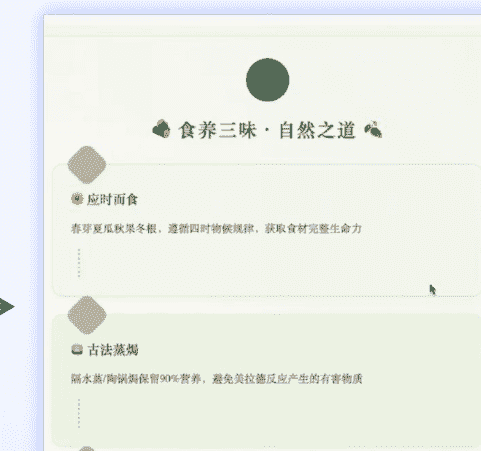 食养三味·自然之道
应时而食
春芽夏瓜秋果冬根，遵循四时物候规律，获取食材完整生命力
古法蒸焗
隔水蒸/陶锅焗保留90%营养，避免美拉德反应产生的有害物质